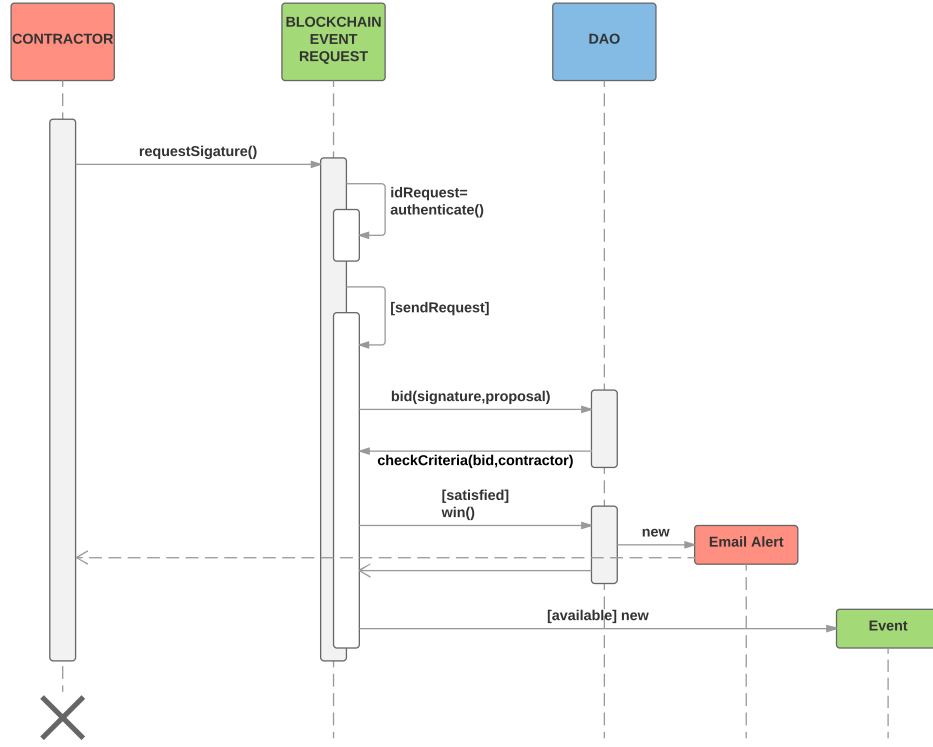 CONTRACTOR
BLOCKCHAIN
EVENT
REQUEST
DAO
requestSigature()
idRequest=
authenticate()
[sendRequest]
bid(signature,proposal)
checkCriteria(bid,contractor)
[satisfied]
win()
new
Email Alert
[available] new
Event